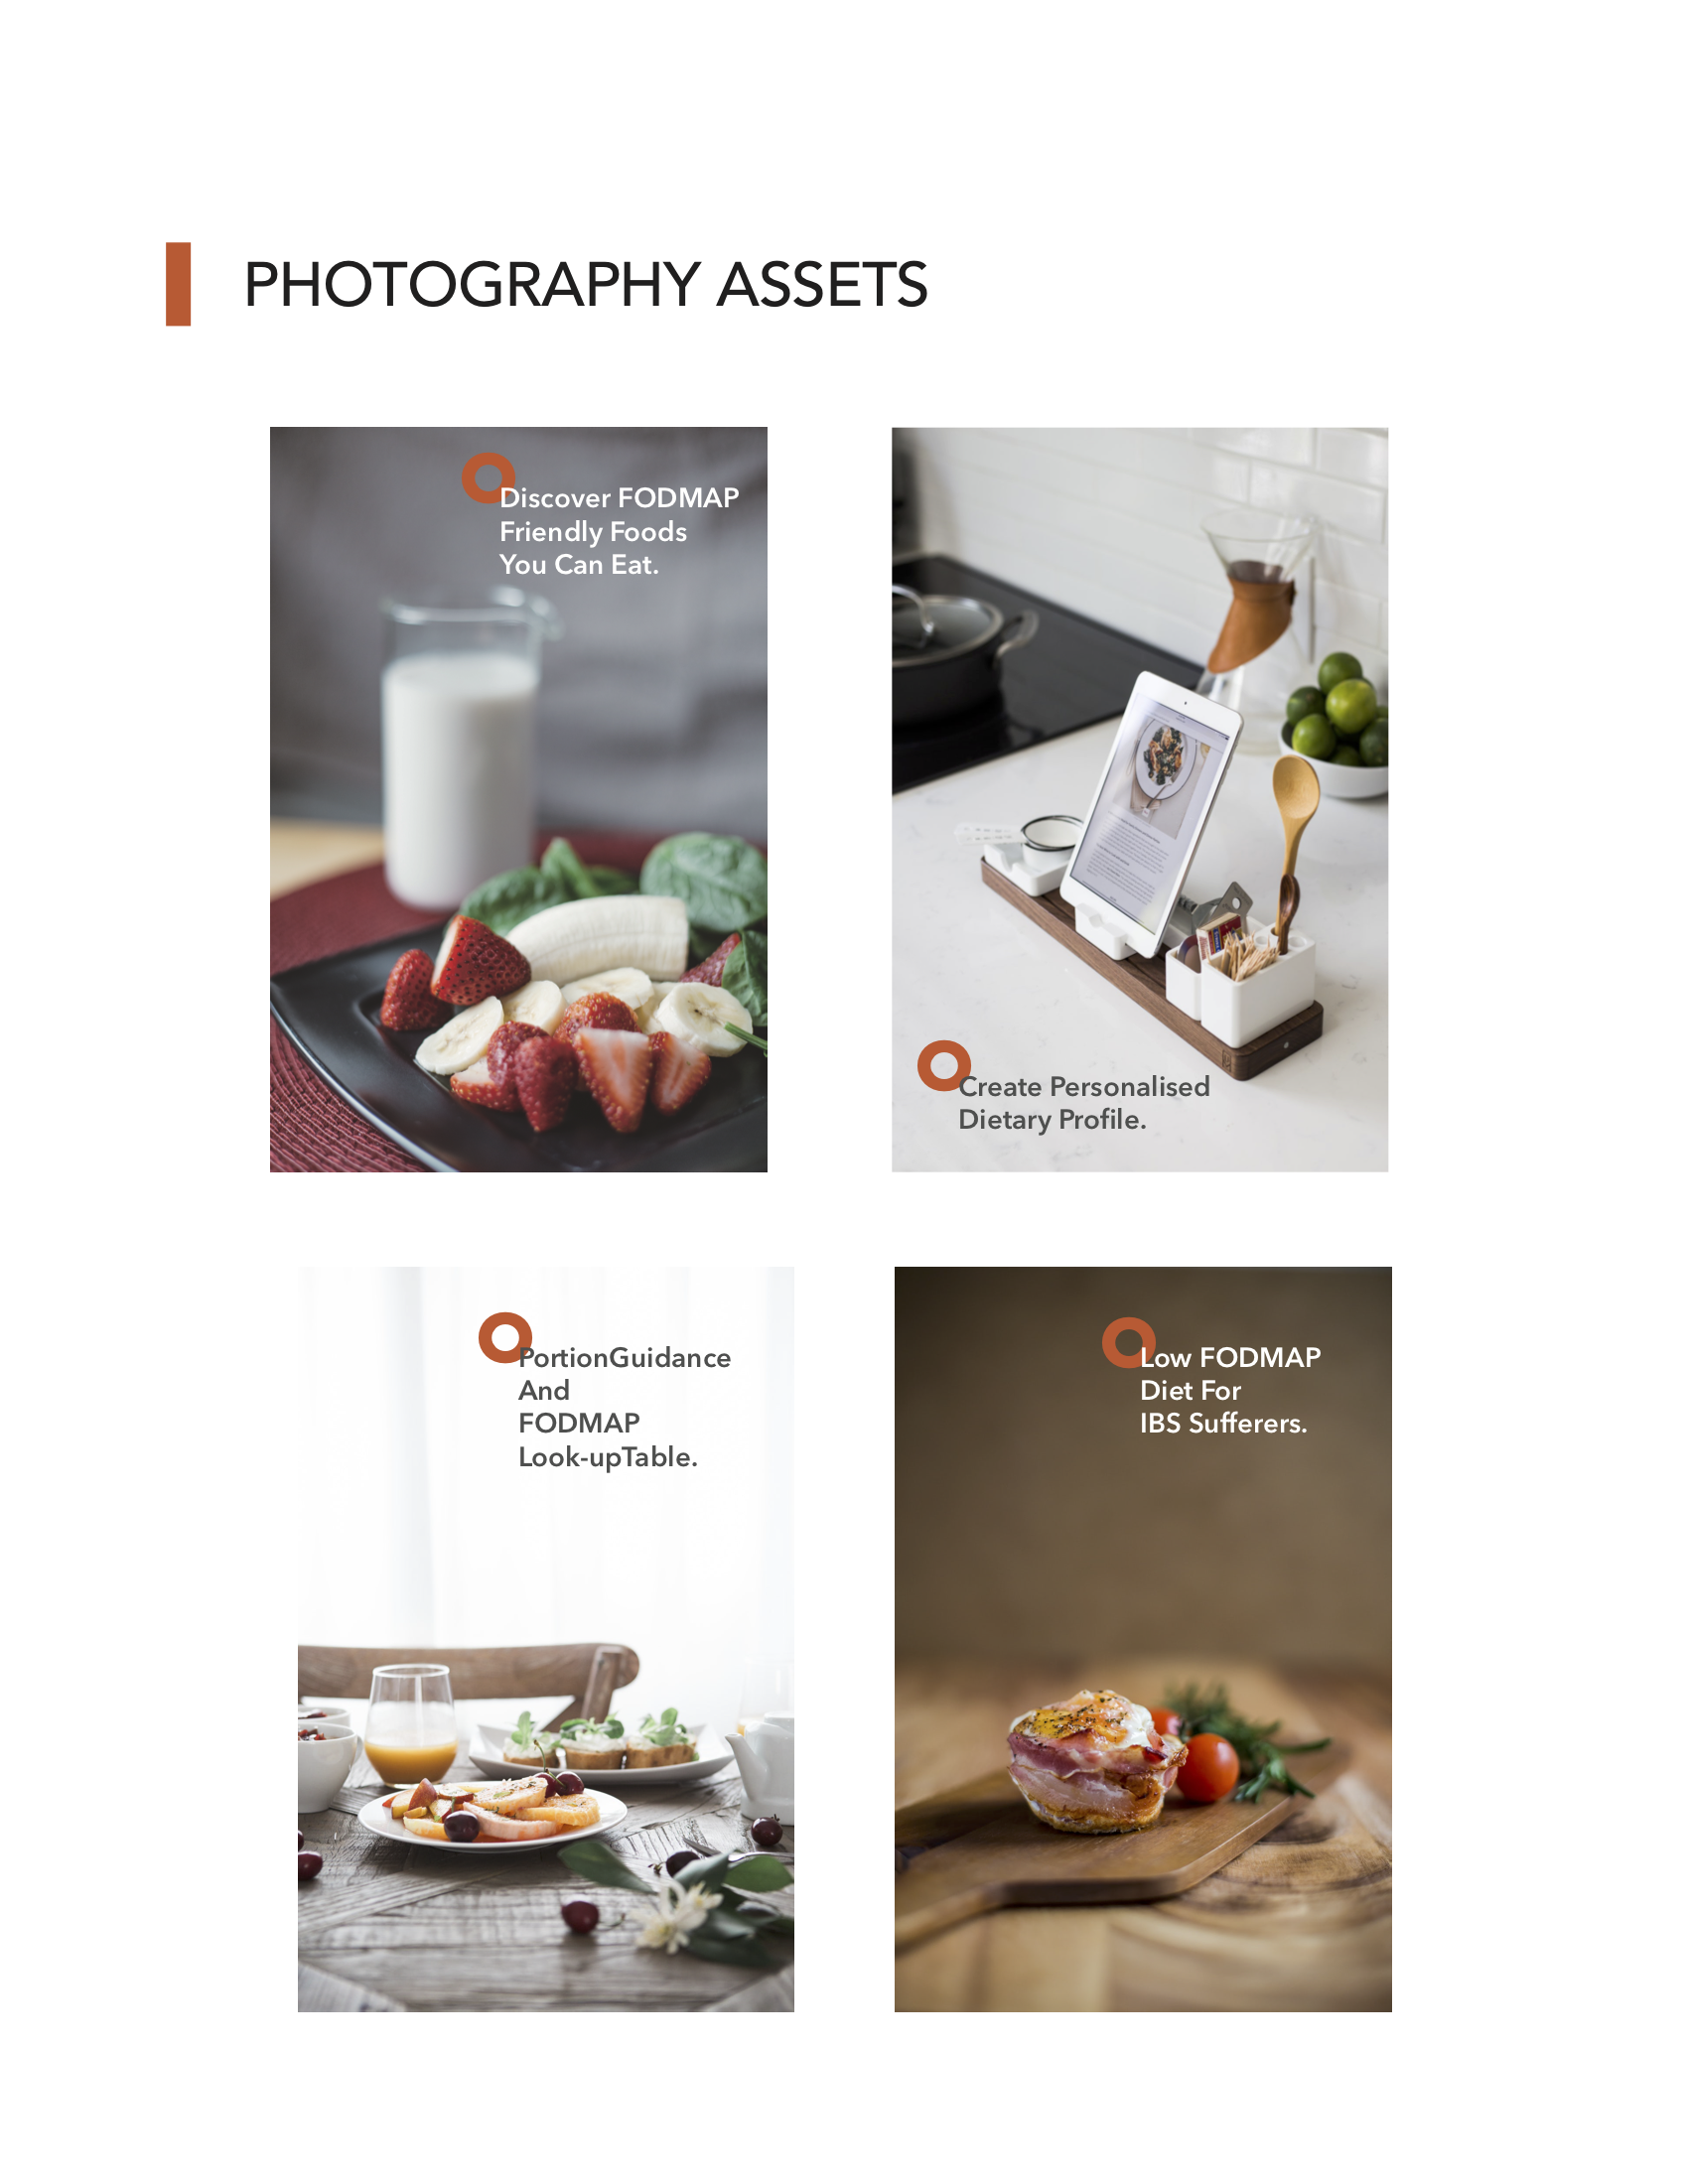 PHOTOGRAPHY ASSETS
Discover FODMAP
Friendly Foods
You Can Eat.
Create Personalised
Dietary Profile.
PortionGuidance
And
FODMAP
Look-upTable.
Low FODMAP
Diet For
IBS Sufferers.